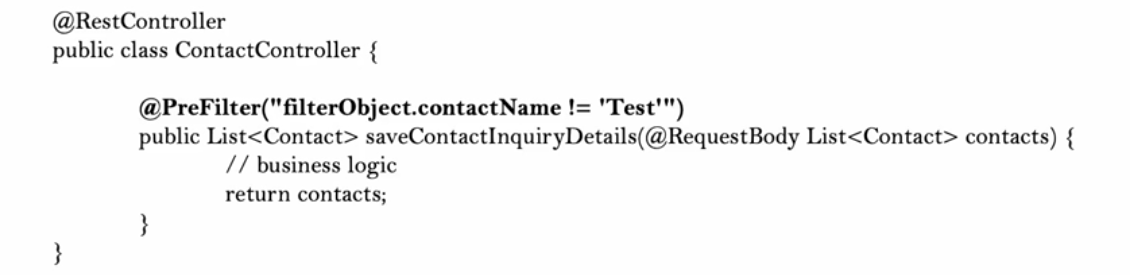 @RestController
public class ContactController {
@PreFilter("filterObject.contactName != 'Test'")
public List<Contact> saveContactInquiryDetails(@RequestBody List<Contact> contacts) {
// business logic
return contacts;
}
}